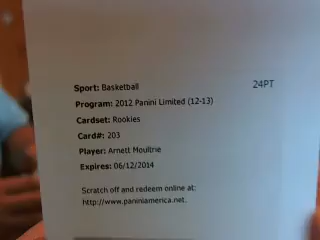 Sport: Basketball 24PT
Program: 2012 Panini Limited (12-13)
Cardset: Rookies
Card#: 203
Player: Arnett Moultrie
Expires: 06/12/2014
Scratch off and redeem online at:
http://www.paniniamerica.net.